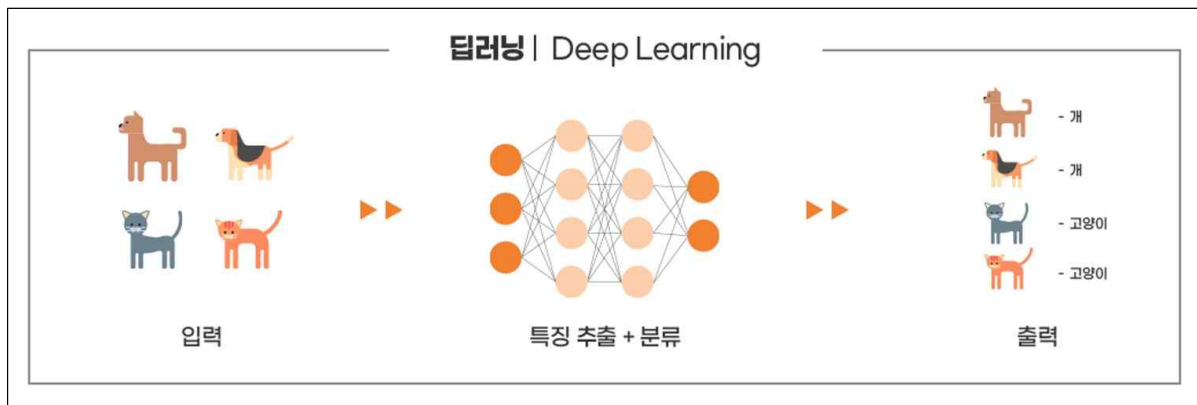 딥러닝 | Deep Learning
- 개
- 개
- 고양이
- 고양이
입력
특징 추출 + 분류
출력